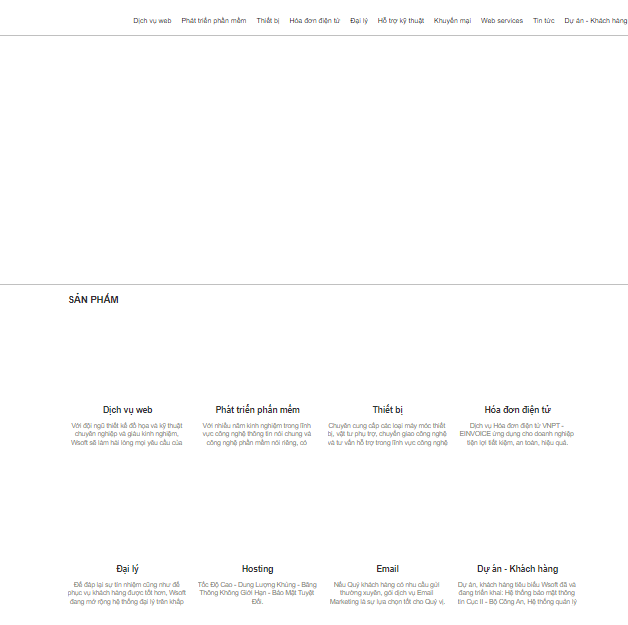 Dịch vụ web Phát triển phần mềm Thiết bị Hóa đơn điện tử Đại lý Hỗ trợ kỹ thuật Khuyến mại Web services Tin tức Dự án - Khách hàng
SẢN PHẨM
Dịch vụ web
Với đội ngũ thiết kế đồ họa và kỹ thuật
chuyên nghiệp và giàu kinh nghiệm,
Wsoft sẽ làm hài lòng mọi yêu cầu của
Phát triển phần mềm
Với nhiều năm kinh nghiệm trong lĩnh
vực công nghệ thông tin nói chung và
công nghệ phần mềm nói riêng, có
Thiết bị
Chuyên cung cấp các loại máy móc thiết
bị, vật tư phụ trợ, chuyển giao công nghệ
và tư vấn hỗ trợ trong lĩnh vực công nghệ
Hóa đơn điện tử
Dịch vụ Hóa đơn điện tử VNPT -
EINVOICE ứng dụng cho doanh nghiệp
tiện lợi tiết kiệm, an toàn, hiệu quả.
Đại lý
Để đáp lại sự tín nhiệm cũng như để
phục vụ khách hàng được tốt hơn, Wsoft
đang mở rộng hệ thống đại lý trên khắp
Hosting
Tốc Độ Cao - Dung Lượng Khủng - Băng
Thông Không Giới Hạn - Bảo Mật Tuyệt
Đối.
Email
Nếu Quý khách hàng có nhu cầu gửi
thường xuyên, gói dịch vụ Email
Marketing là sự lựa chọn tốt cho Quý vị.
Dự án - Khách hàng
Dự án, khách hàng tiêu biểu Wsoft đã và
đang triển khai: Hệ thống bảo mật thông
tin Cục II - Bộ Công An, Hệ thống quản lý